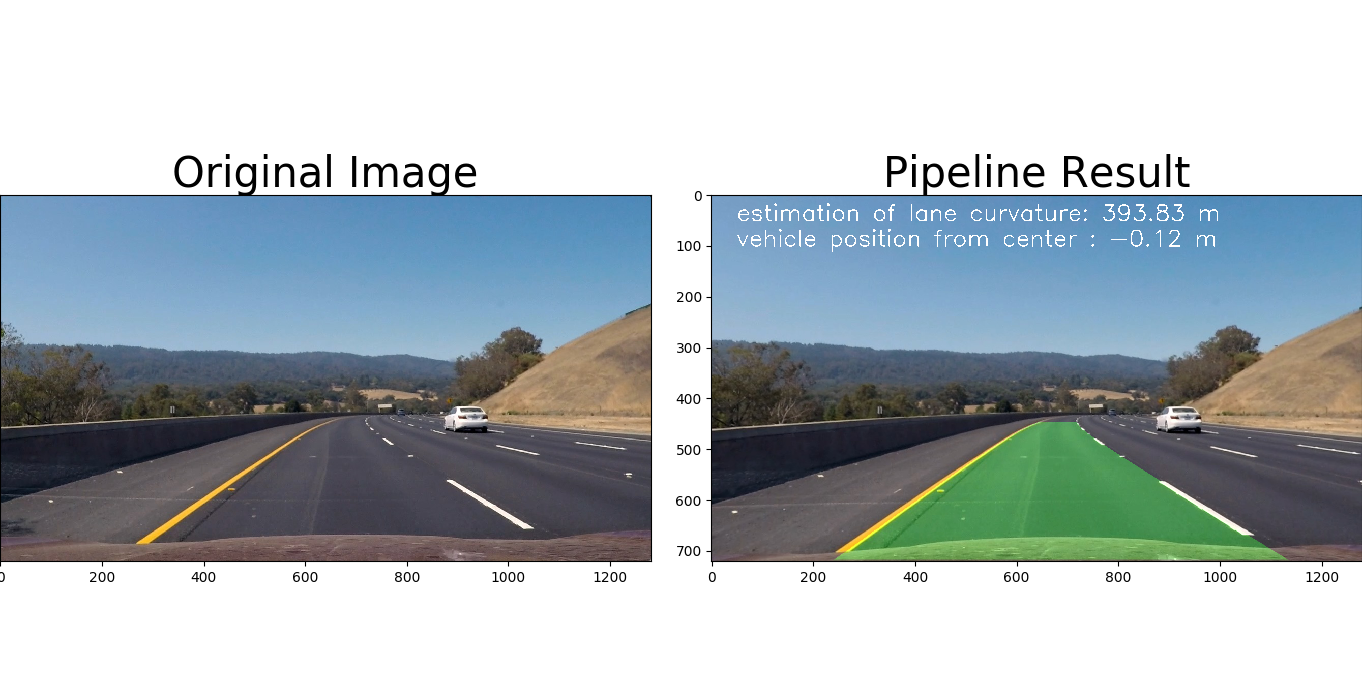 Original Image
Pipeline Result
estimation of lane curvature: 393.83 m
vehicle position from center : −0.12 m
0
100
200
300
400
500
600
700
0 200 400 600 800 1000 1200
0 200 400 600 800 1000 1200